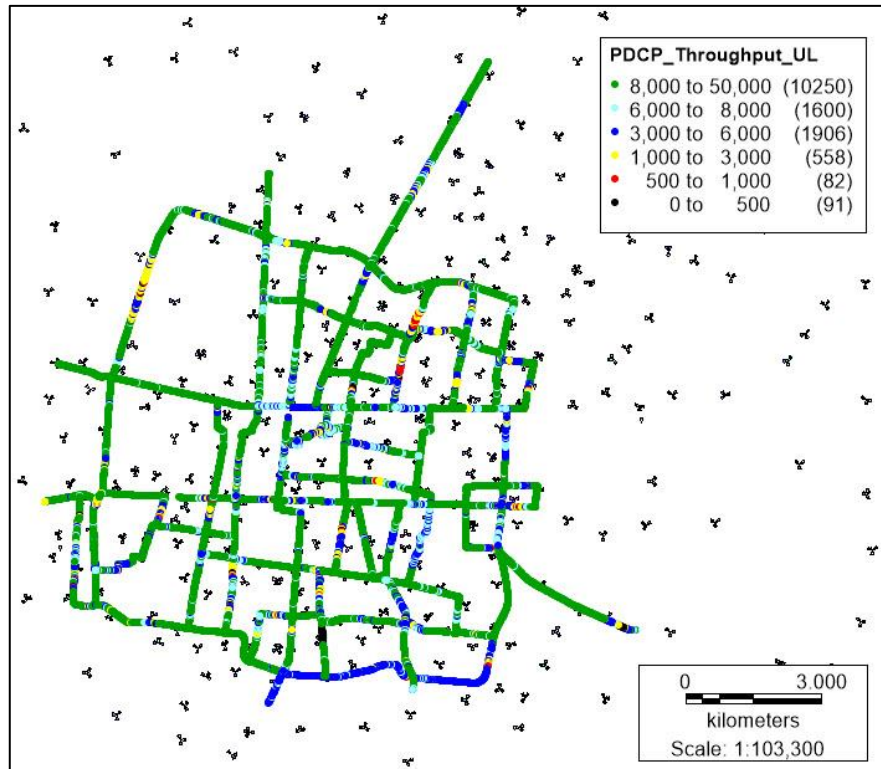 PDCP_Throughput_UL
8,000 to 50,000 (10250)
6,000 to 8,000 (1600)
3,000 to 6,000 (1906)
1,000 to 3,000 (558)
500 to 1,000 (82)
0 to 500 (91)
0 3.000
kilometers
Scale: 1:103,300